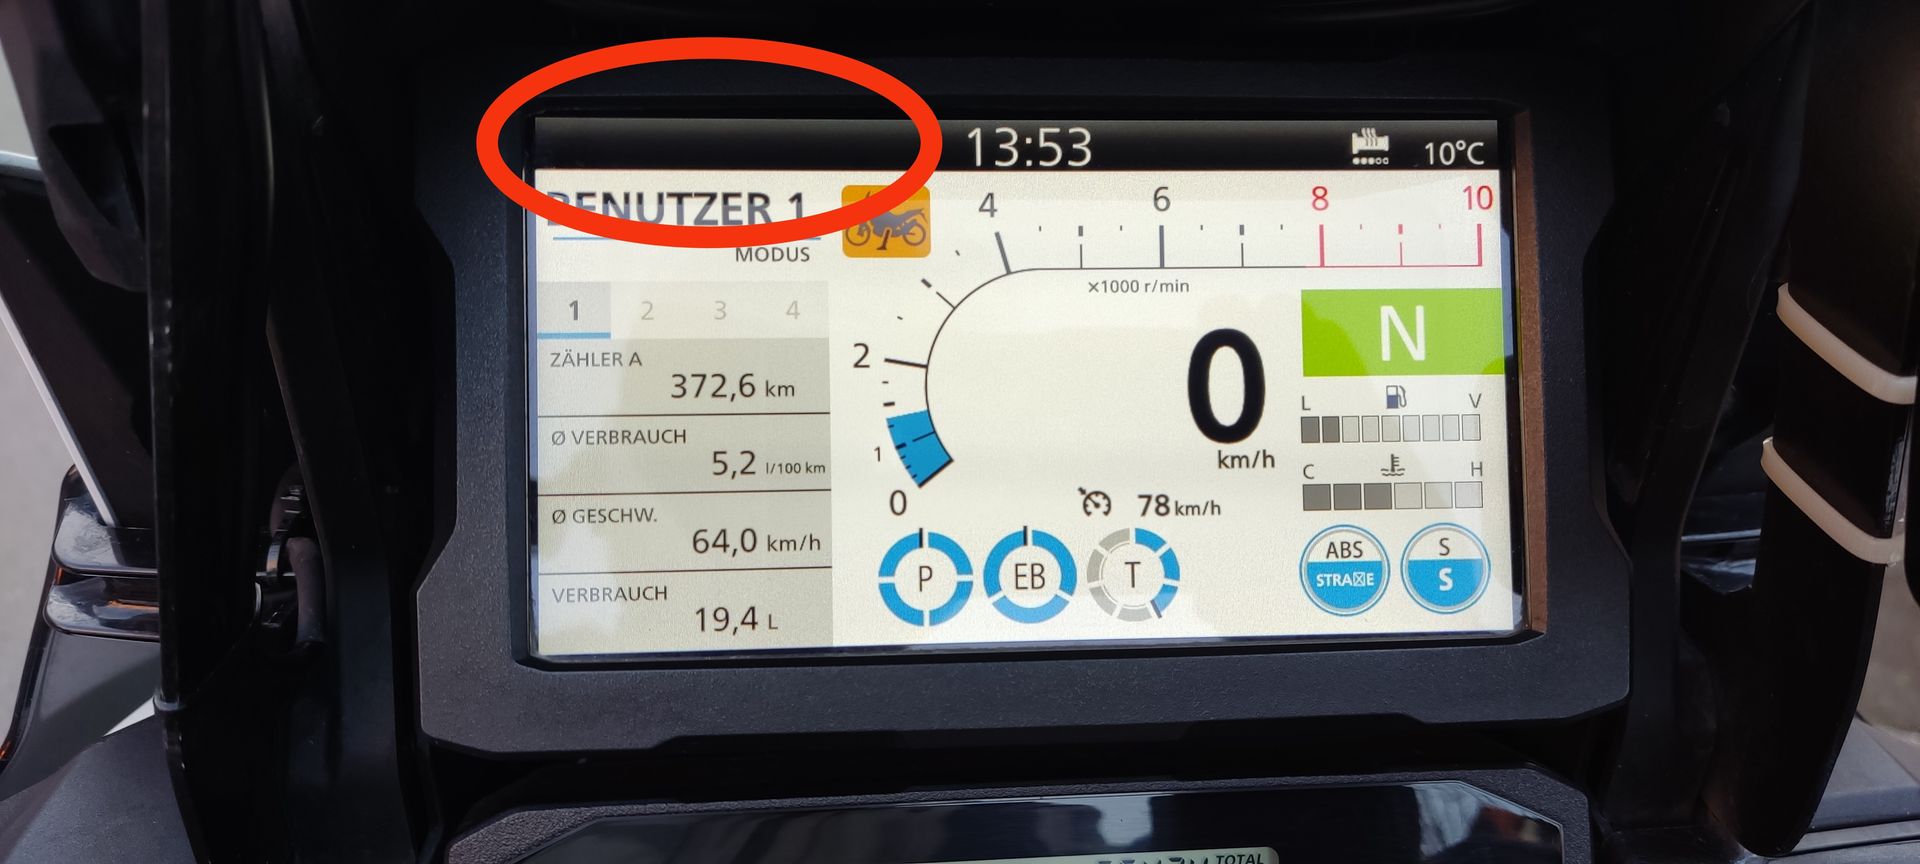 13:53
10°C
BENUTZER 1
MODUS
4 6 8 10
x1000 r/min
1 2 3 4
ZÄHLER A
372,6 km
Ø VERBRAUCH
5,2 l/100 km
Ø GESCHW.
64,0 km/h
VERBRAUCH
19,4 L
2
1
0
0
km/h
N
L V
C H
78 km/h
P
EB
T
ABS
STRA☒E
S
S
TOTAL